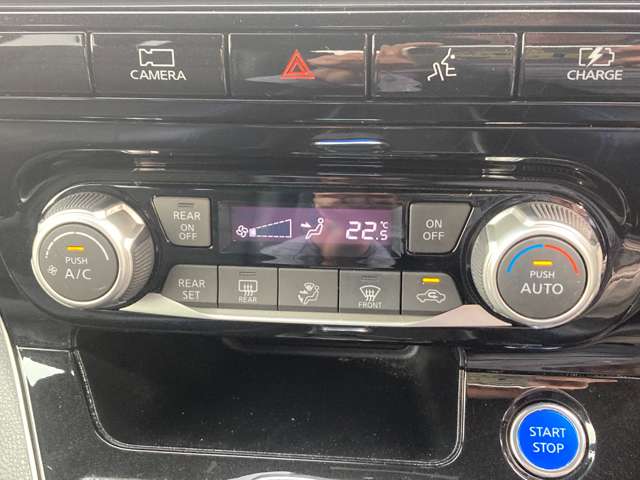 CAMERA
CHARGE
REAR
ON
OFF
22.5
°C
ON
OFF
PUSH
A/C
REAR
SET
REAR
FRONT
PUSH
AUTO
START
STOP